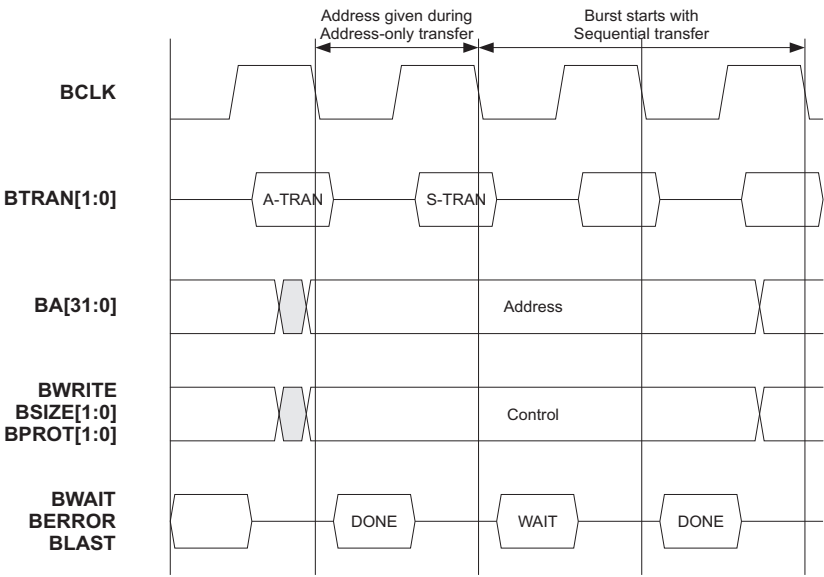 Address given during
Address-only transfer
Burst starts with
Sequential transfer
BCLK
BTRAN[1:0]
A-TRAN
S-TRAN
BA[31:0]
Address
BWRITE
BSIZE[1:0]
BPROT[1:0]
Control
BWAIT
BERROR
BLAST
DONE
WAIT
DONE